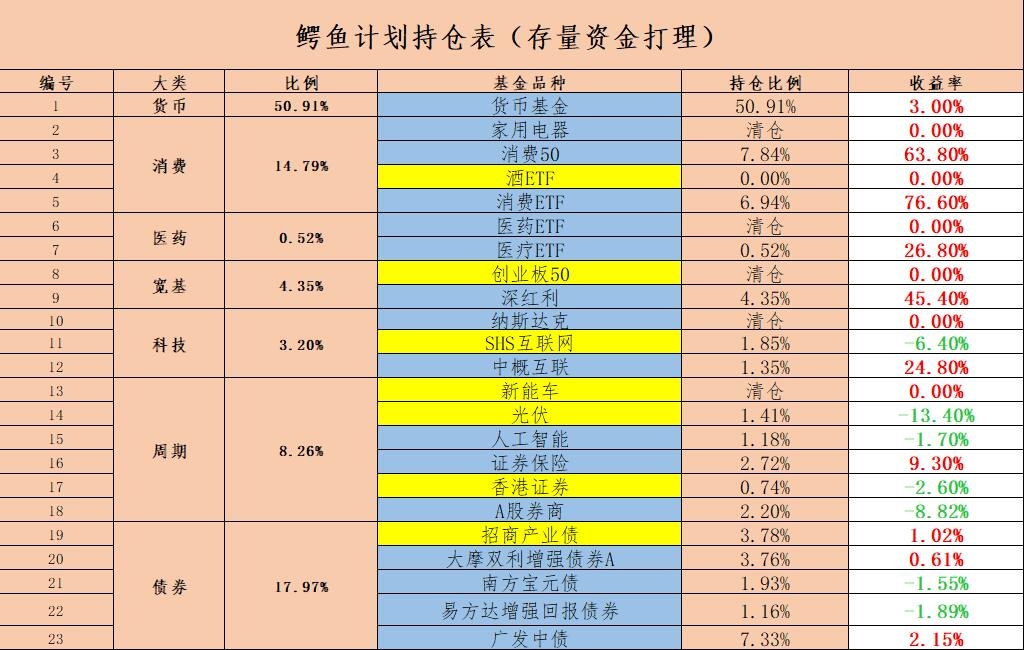 鳄鱼计划持仓表（存量资金打理）
编号 大类 比例 基金品种 持仓比例 收益率
1 货币 50.91% 货币基金 50.91% 3.00%
2 家用电器 清仓 0.00%
3 消费50 7.84% 63.80%
消费 14.79%
4 酒ETF 0.00% 0.00%
5 消费ETF 6.94% 76.60%
6 医药ETF 清仓 0.00%
医药 0.52%
7 医疗ETF 0.52% 26.80%
8 创业板50 清仓 0.00%
宽基 4.35%
9 深红利 4.35% 45.40%
10 纳斯达克 清仓 0.00%
11 科技 3.20% SHS互联网 1.85% -6.40%
12 中概互联 1.35% 24.80%
13 新能车 清仓 0.00%
14 光伏 1.41% -13.40%
15 人工智能 1.18% -1.70%
周期 8.26%
16 证券保险 2.72% 9.30%
17 香港证券 0.74% -2.60%
18 A股券商 2.20% -8.82%
19 招商产业债 3.78% 1.02%
20 大摩双利增强债券A 3.76% 0.61%
21 债券 17.97% 南方宝元债 1.93% -1.55%
22 易方达增强回报债券 1.16% -1.89%
23 广发中债 7.33% 2.15%